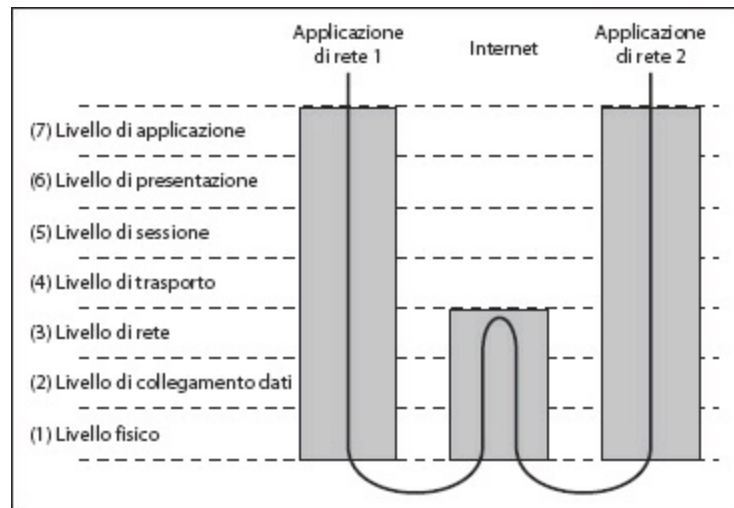 Applicazione
di rete 1
Internet
Applicazione
di rete 2
(7) Livello di applicazione
(6) Livello di presentazione
(5) Livello di sessione
(4) Livello di trasporto
(3) Livello di rete
(2) Livello di collegamento dati
(1) Livello fisico